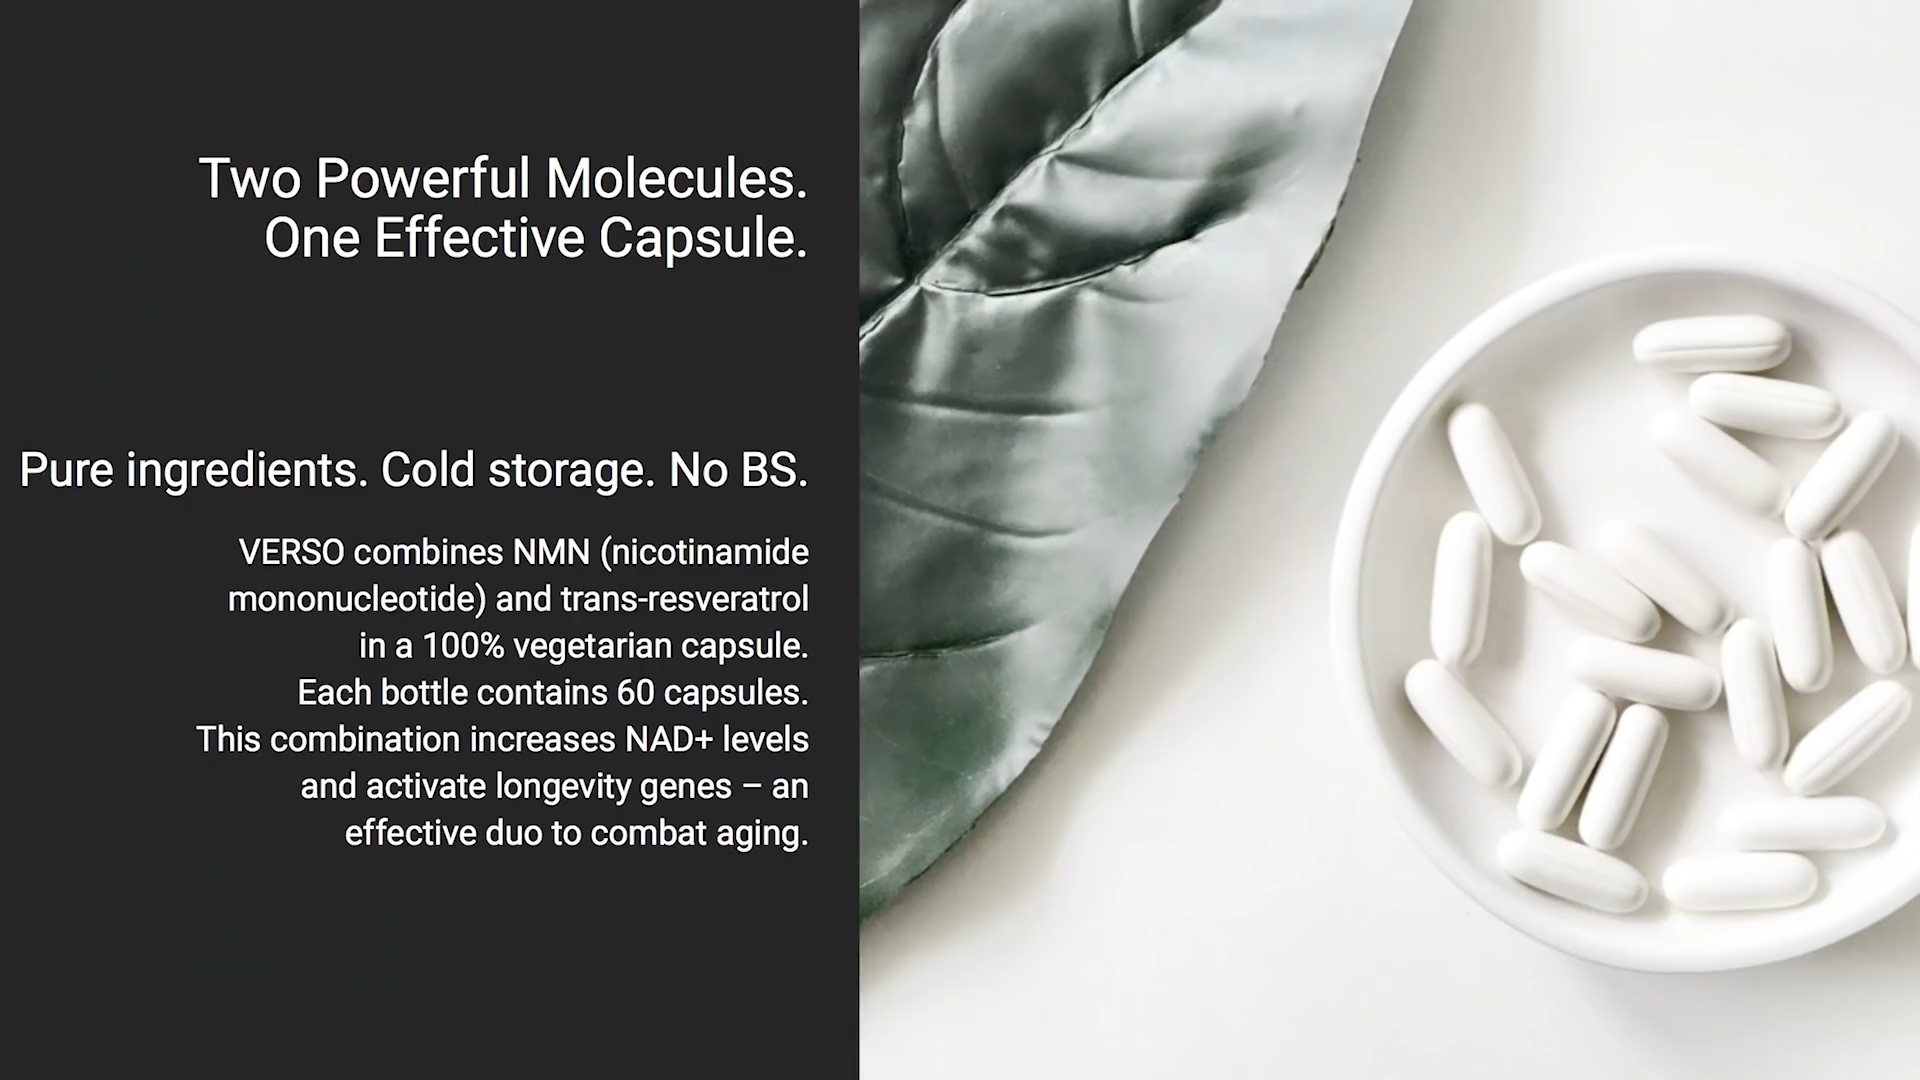 Two Powerful Molecules.
One Effective Capsule.
Pure ingredients. Cold storage. No BS.
VERSO combines NMN (nicotinamide
mononucleotide) and trans-resveratrol
in a 100% vegetarian capsule.
Each bottle contains 60 capsules.
This combination increases NAD+ levels
and activate longevity genes – an
effective duo to combat aging.